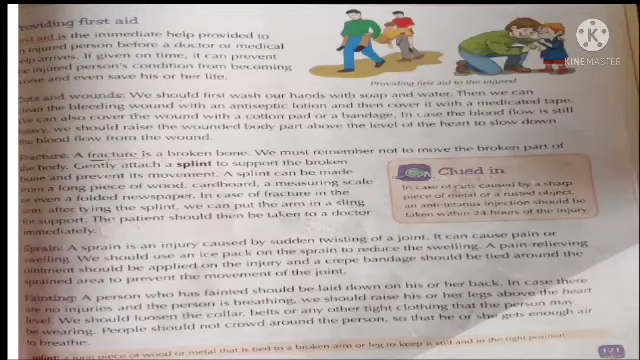 Providing first aid
First aid is the immediate help provided to
an injured person before a doctor or medical
help arrives. If given on time, it can prevent
the injured person's condition from becoming
worse and even save his or her life.
KINEMASTER
Providing first aid to the injured
Cuts and wounds: We should first wash our hands with soap and water. Then we can
clean the bleeding wound with an antiseptic lotion and then cover it with a medicated tape.
We can also cover the wound with a cotton pad or a bandage. In case the blood flow is still
heavy, we should raise the wounded body part above the level of the heart to slow down
the blood flow from the wound.
Fracture: A fracture is a broken bone. We must remember not to move the broken part of
the body. Gently attach a splint to support the broken
bone and prevent its movement. A splint can be made
from a long piece of wood, cardboard, a measuring scale
or even a folded newspaper. In case of fracture in the
arm, after tying the splint, we can put the arm in a sling
for support. The patient should then be taken to a doctor
immediately.
Clued in
In case of cuts caused by a sharp
piece of metal or a rusted object,
an anti-tetanus injection should be
taken within 24 hours of the injury.
Sprain: A sprain is an injury caused by sudden twisting of a joint. It can cause pain or
swelling. We should use an ice pack on the sprain to reduce the swelling. A pain-relieving
ointment should be applied on the injury and a crepe bandage should be tied around the
sprained area to prevent the movement of the joint.
Fainting: A person who has fainted should be laid down on his or her back. In case there
are no injuries and the person is breathing, we should raise his or her legs above the heart
level. We should loosen the collar, belts or any other tight clothing that the person may
be wearing. People should not crowd around the person, so that he or she gets enough air
to breathe.
splint: a long piece of wood or metal that is tied to a broken arm or leg to keep it still and in the right position
121